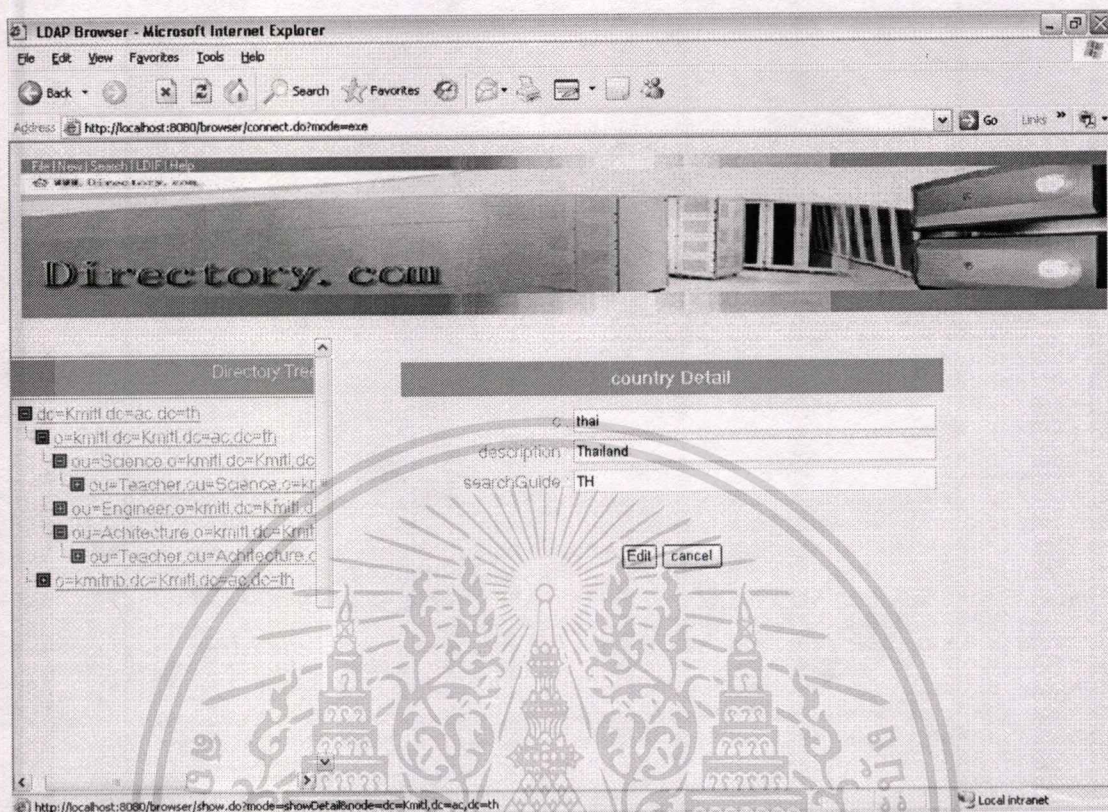 LDAP Browser - Microsoft Internet Explorer
File Edit View Favorites Tools Help
Back Search Favorites
Address http://localhost:8080/browser/connect.do?mode=exe Go Links »
File | New | Search | LDIF | Help
www.Directory.com
Directory.com
Directory Tree
country Detail
dc=Kmitl,dc=ac,dc=th
o=kmitl,dc=Kmitl,dc=ac,dc=th
ou=Science,o=kmitl,dc=Kmitl,dc
ou=Teacher,ou=Science,o=k
ou=Engineer,o=kmitl,dc=Kmitl,d
ou=Achitecture,o=kmitl,dc=Kmit
ou=Teacher,ou=Achitecture,o
o=kmitnb,dc=Kmitl,dc=ac,dc=th
c: thai
description: Thailand
searchGuide: TH
Edit cancel
http://localhost:8080/browser/show.do?mode=showDetail&node=dc=Kmitl,dc=ac,dc=th
Local intranet